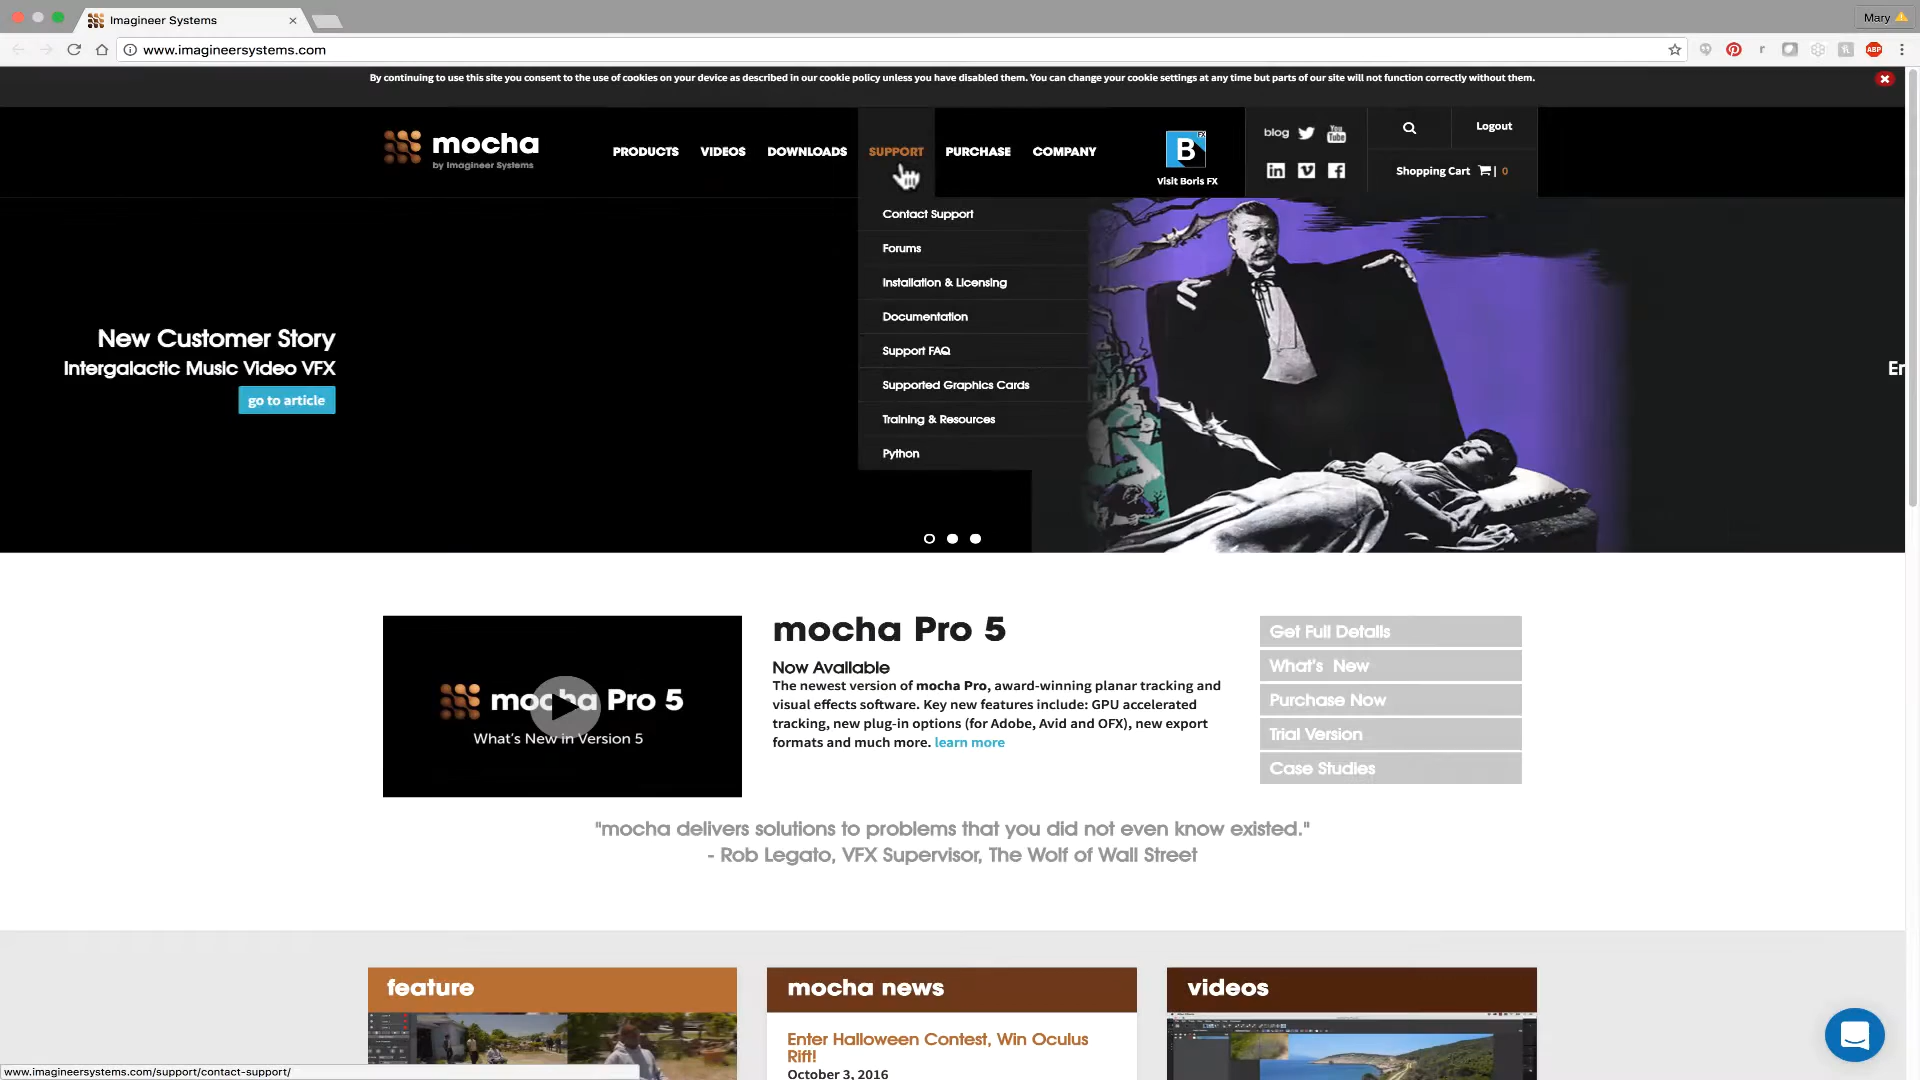 Imagineer Systems
Mary
www.imagineersystems.com
ABP
By continuing to use this site you consent to the use of cookies on your device as described in our cookie policy unless you have disabled them. You can change your cookie settings at any time but parts of our site will not function correctly without them.
mocha
by Imagineer Systems
PRODUCTS
VIDEOS
DOWNLOADS
SUPPORT
PURCHASE
COMPANY
B
FX
Visit Boris FX
blog
You Tube
in
Logout
Shopping Cart | 0
Contact Support
Forums
Installation & Licensing
Documentation
Support FAQ
Supported Graphics Cards
Training & Resources
Python
New Customer Story
Intergalactic Music Video VFX
go to article
Er
mocha Pro 5
What's New in Version 5
mocha Pro 5
Now Available
The newest version of mocha Pro, award-winning planar tracking and
visual effects software. Key new features include: GPU accelerated
tracking, new plug-in options (for Adobe, Avid and OFX), new export
formats and much more. learn more
Get Full Details
What's New
Purchase Now
Trial Version
Case Studies
"mocha delivers solutions to problems that you did not even know existed."
- Rob Legato, VFX Supervisor, The Wolf of Wall Street
feature
mocha news
videos
Enter Halloween Contest, Win Oculus
Rift!
October 3, 2016
www.imagineersystems.com/support/contact-support/